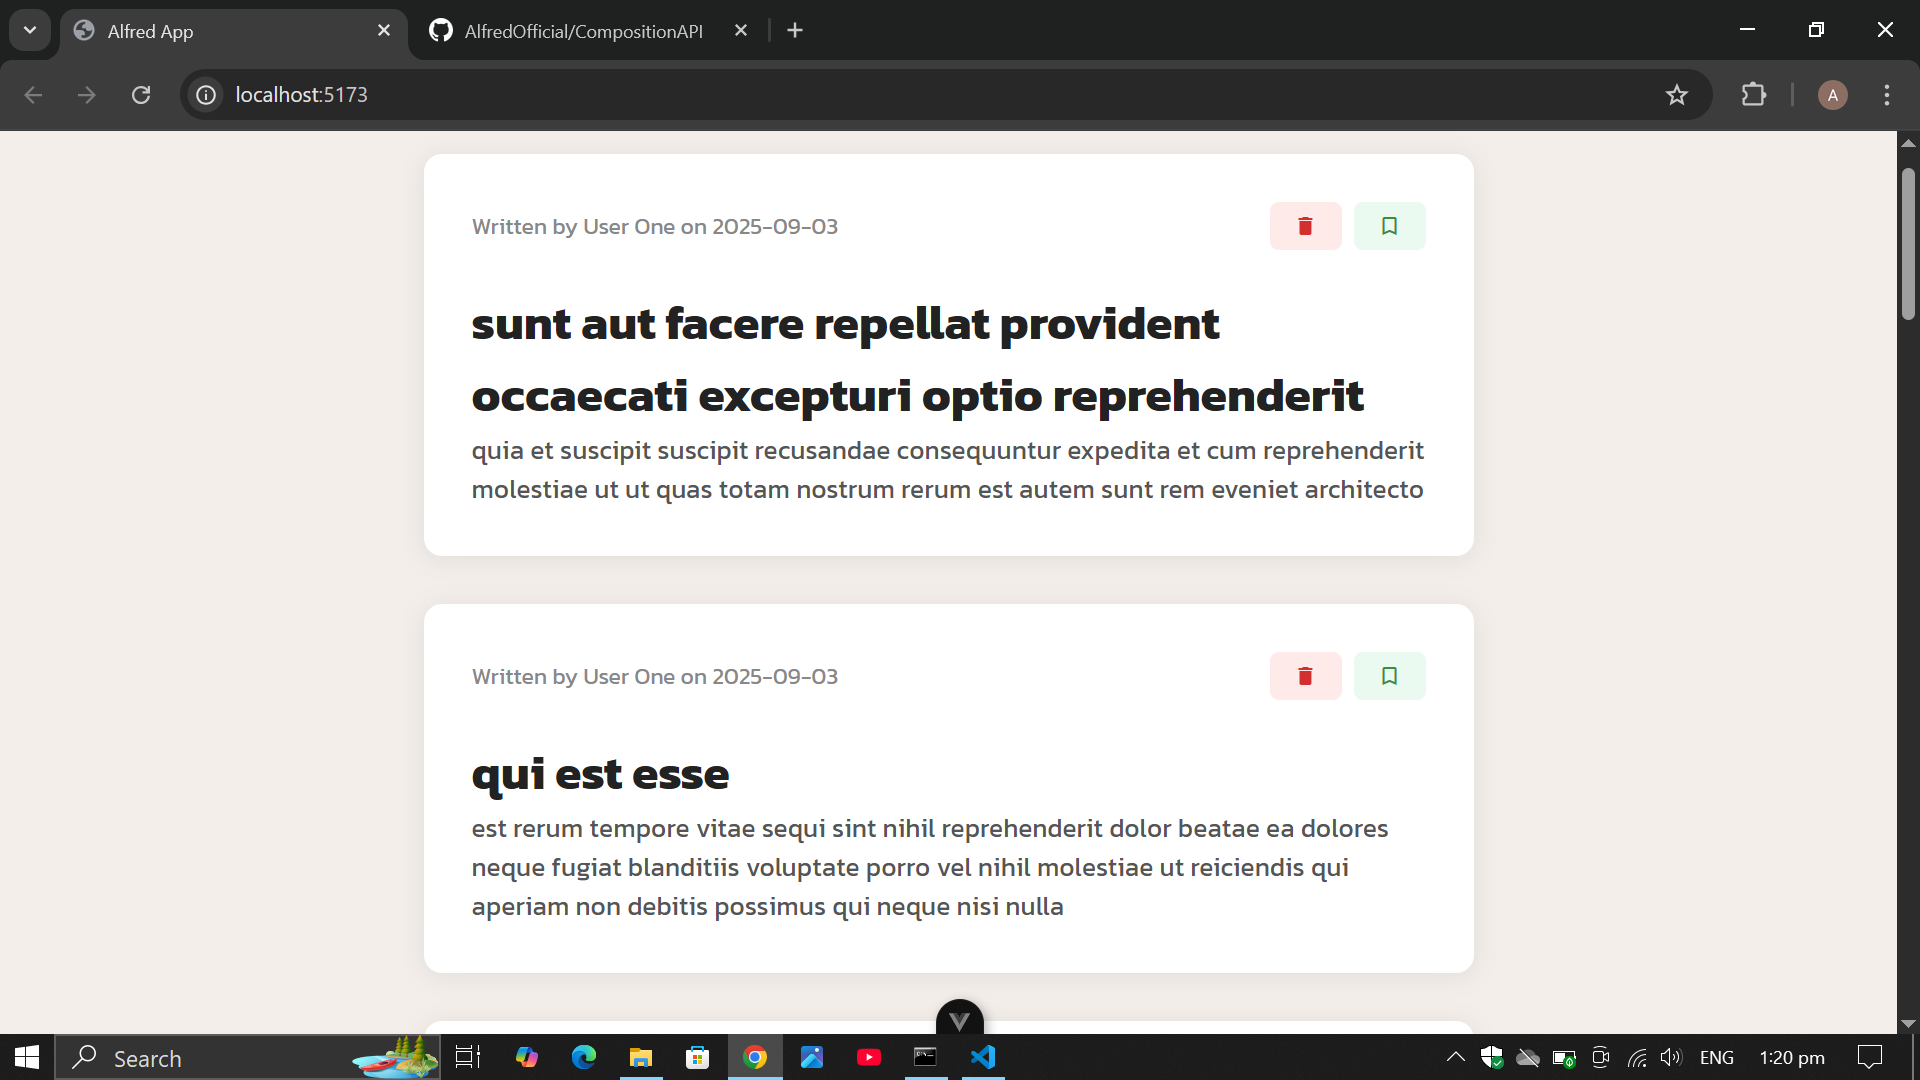 Alfred App
AlfredOfficial/CompositionAPI
localhost:5173
A
Written by User One on 2025-09-03
sunt aut facere repellat provident
occaecati excepturi optio reprehenderit
quia et suscipit suscipit recusandae consequuntur expedita et cum reprehenderit
molestiae ut ut quas totam nostrum rerum est autem sunt rem eveniet architecto
Written by User One on 2025-09-03
qui est esse
est rerum tempore vitae sequi sint nihil reprehenderit dolor beatae ea dolores
neque fugiat blanditiis voluptate porro vel nihil molestiae ut reiciendis qui
aperiam non debitis possimus qui neque nisi nulla
Search
ENG
1:20 pm